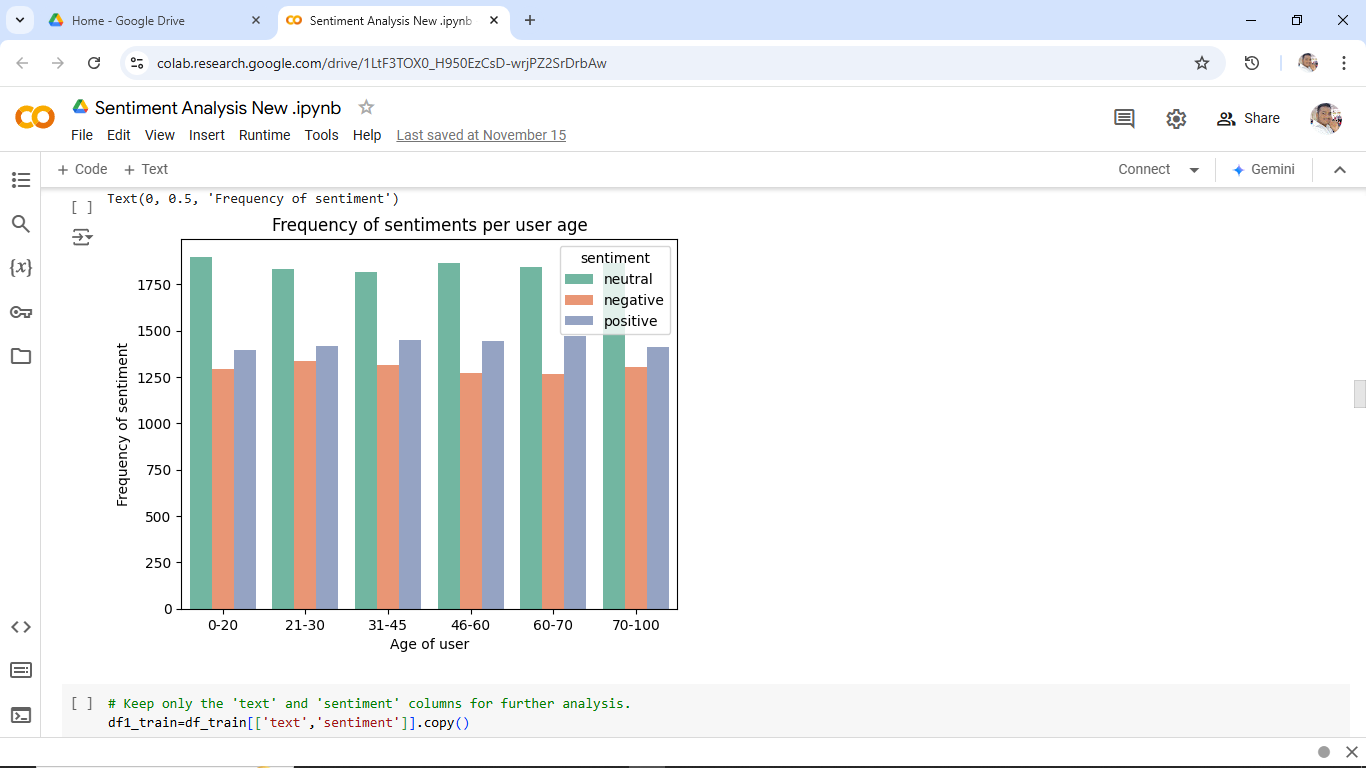 Home - Google Drive
Sentiment Analysis New .ipynb
colab.research.google.com/drive/1LtF3TOX0_H950EzCsD-wrjPZ2SrDrbAw
CO
Sentiment Analysis New .ipynb
File Edit View Insert Runtime Tools Help Last saved at November 15
Share
+ Code + Text
Connect
Gemini
[ ]
Text(0, 0.5, 'Frequency of sentiment')
{x}
Frequency of sentiments per user age
sentiment
neutral
negative
positive
Frequency of sentiment
1750
1500
1250
1000
750
500
250
0
0-20 21-30 31-45 46-60 60-70 70-100
Age of user
[ ] # Keep only the 'text' and 'sentiment' columns for further analysis.
df1_train=df_train[['text','sentiment']].copy()